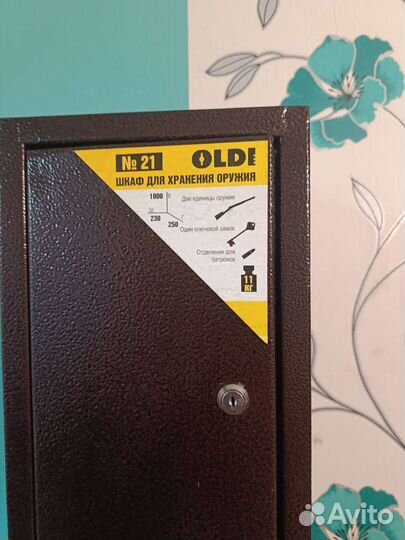 № 21
OLDI
ШКАФ ДЛЯ ХРАНЕНИЯ ОРУЖИЯ
1000 В
Ш
230
Г
250
Две единицы оружия
Один ключевой замок
Отделение для
патронов
11
КГ
Avito